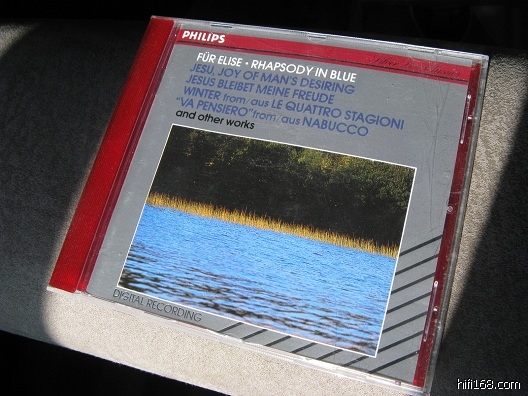 PHILIPS
FÜR ELISE · RHAPSODY IN BLUE
JESU, JOY OF MAN'S DESIRING
JESUS BLEIBET MEINE FREUDE
WINTER from/aus LE QUATTRO STAGIONI
"VA PENSIERO" from/aus NABUCCO
and other works
DIGITAL RECORDING
hifi168.com